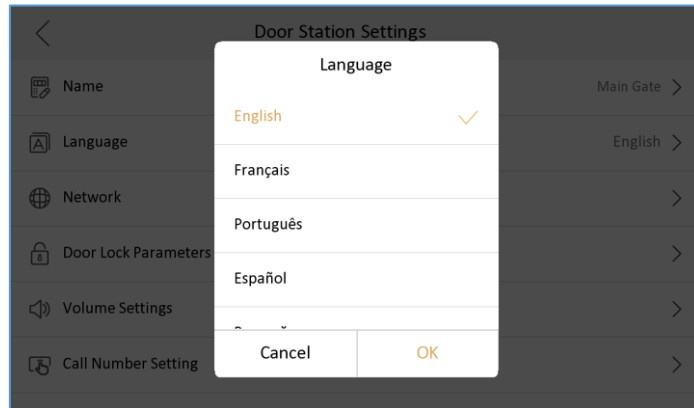 Door Station Settings
Language
Name
Main Gate
English
Language
English
Français
Network
Português
Door Lock Parameters
Español
Volume Settings
Cancel
OK
Call Number Setting